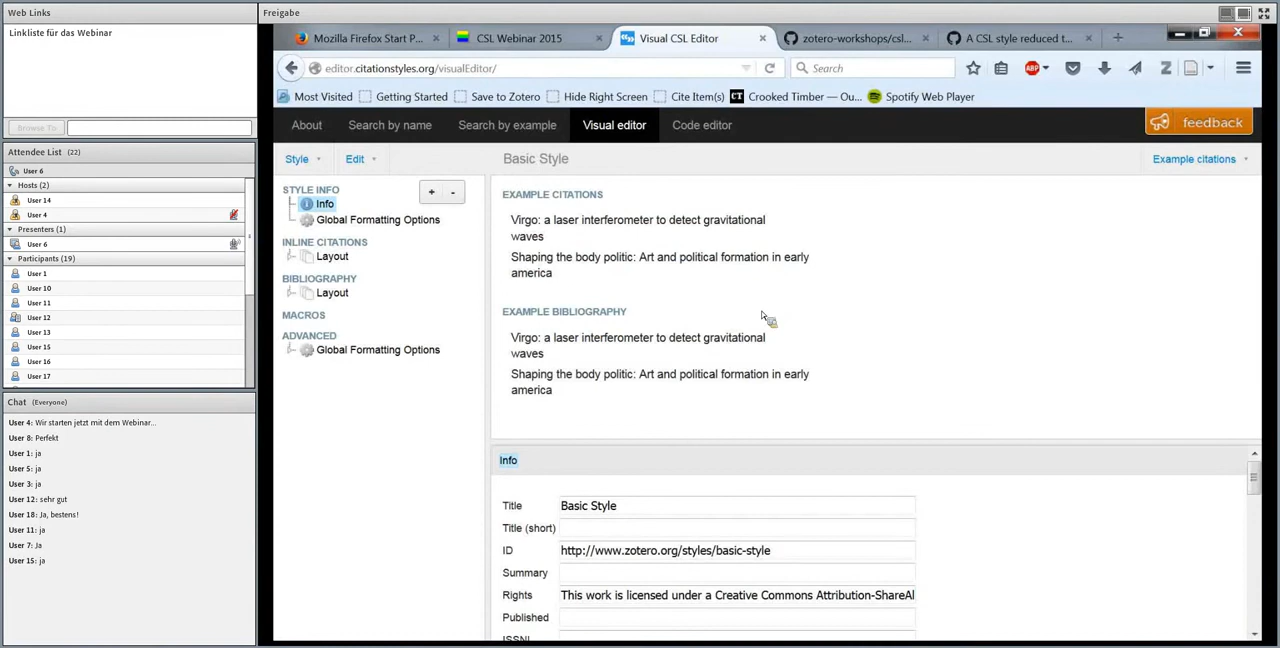 Web Links
Linkliste für das Webinar
Browse To
Attendee List (22)
User 6
Hosts (2)
User 14
User 4
Presenters (1)
User 6
Participants (19)
User 1
User 10
User 11
User 12
User 13
User 15
User 16
User 17
Chat (Everyone)
User 4: Wir starten jetzt mit dem Webinar...
User 8: Perfekt
User 1: ja
User 5: ja
User 3: ja
User 12: sehr gut
User 18: Ja, bestens!
User 11: ja
User 7: Ja
User 15: ja
Freigabe
Mozilla Firefox Start P... CSL Webinar 2015 Visual CSL Editor zotero-workshops/csl... A CSL style reduced t...
editor.citationstyles.org/visualEditor/ Search ABP
Most Visited Getting Started Save to Zotero Hide Right Screen Cite Item(s) CT Crooked Timber — Ou... Spotify Web Player
About Search by name Search by example Visual editor Code editor feedback
Style Edit Basic Style Example citations
STYLE INFO + -
Info
Global Formatting Options
INLINE CITATIONS
Layout
BIBLIOGRAPHY
Layout
MACROS
ADVANCED
Global Formatting Options
EXAMPLE CITATIONS
Virgo: a laser interferometer to detect gravitational
waves
Shaping the body politic: Art and political formation in early
america
EXAMPLE BIBLIOGRAPHY
Virgo: a laser interferometer to detect gravitational
waves
Shaping the body politic: Art and political formation in early
america
Info
Title Basic Style
Title (short)
ID http://www.zotero.org/styles/basic-style
Summary
Rights This work is licensed under a Creative Commons Attribution-ShareAl
Published
ISSNL